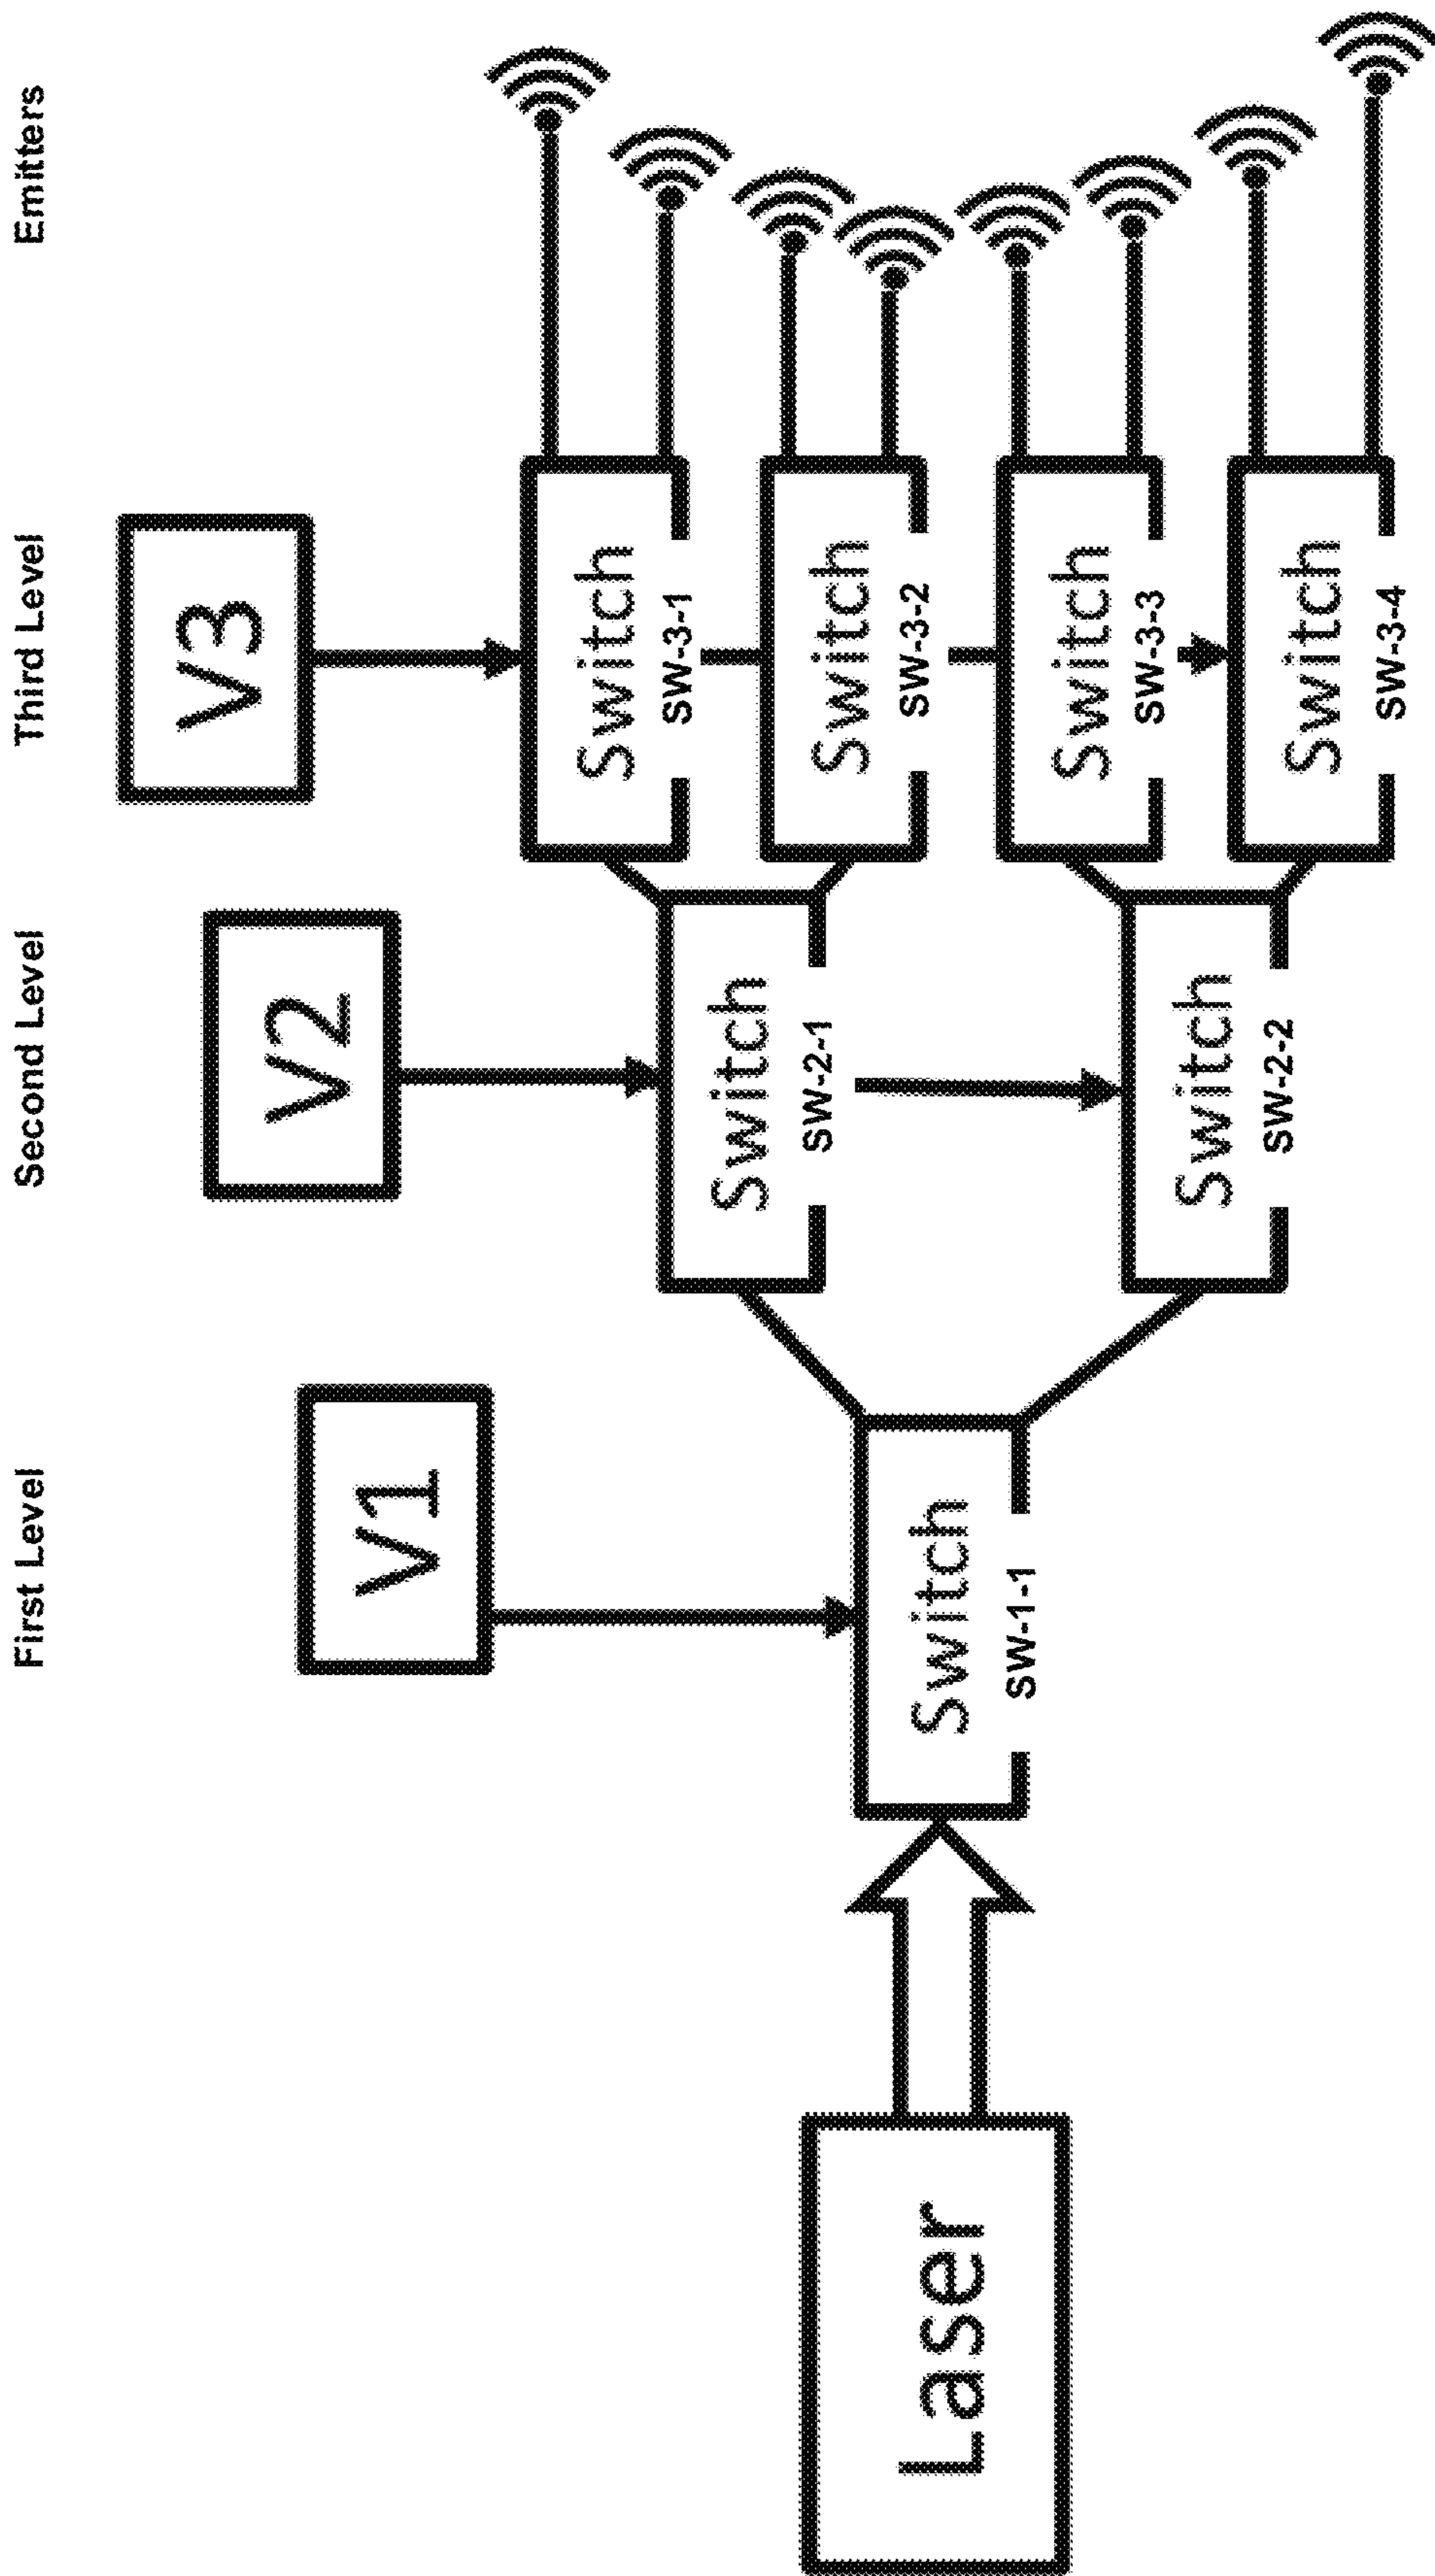 First Level
Second Level
Third Level
Emitters
V1
V2
V3
Laser
Switch
SW-1-1
Switch
SW-2-1
Switch
SW-2-2
Switch
SW-3-1
Switch
SW-3-2
Switch
SW-3-3
Switch
SW-3-4